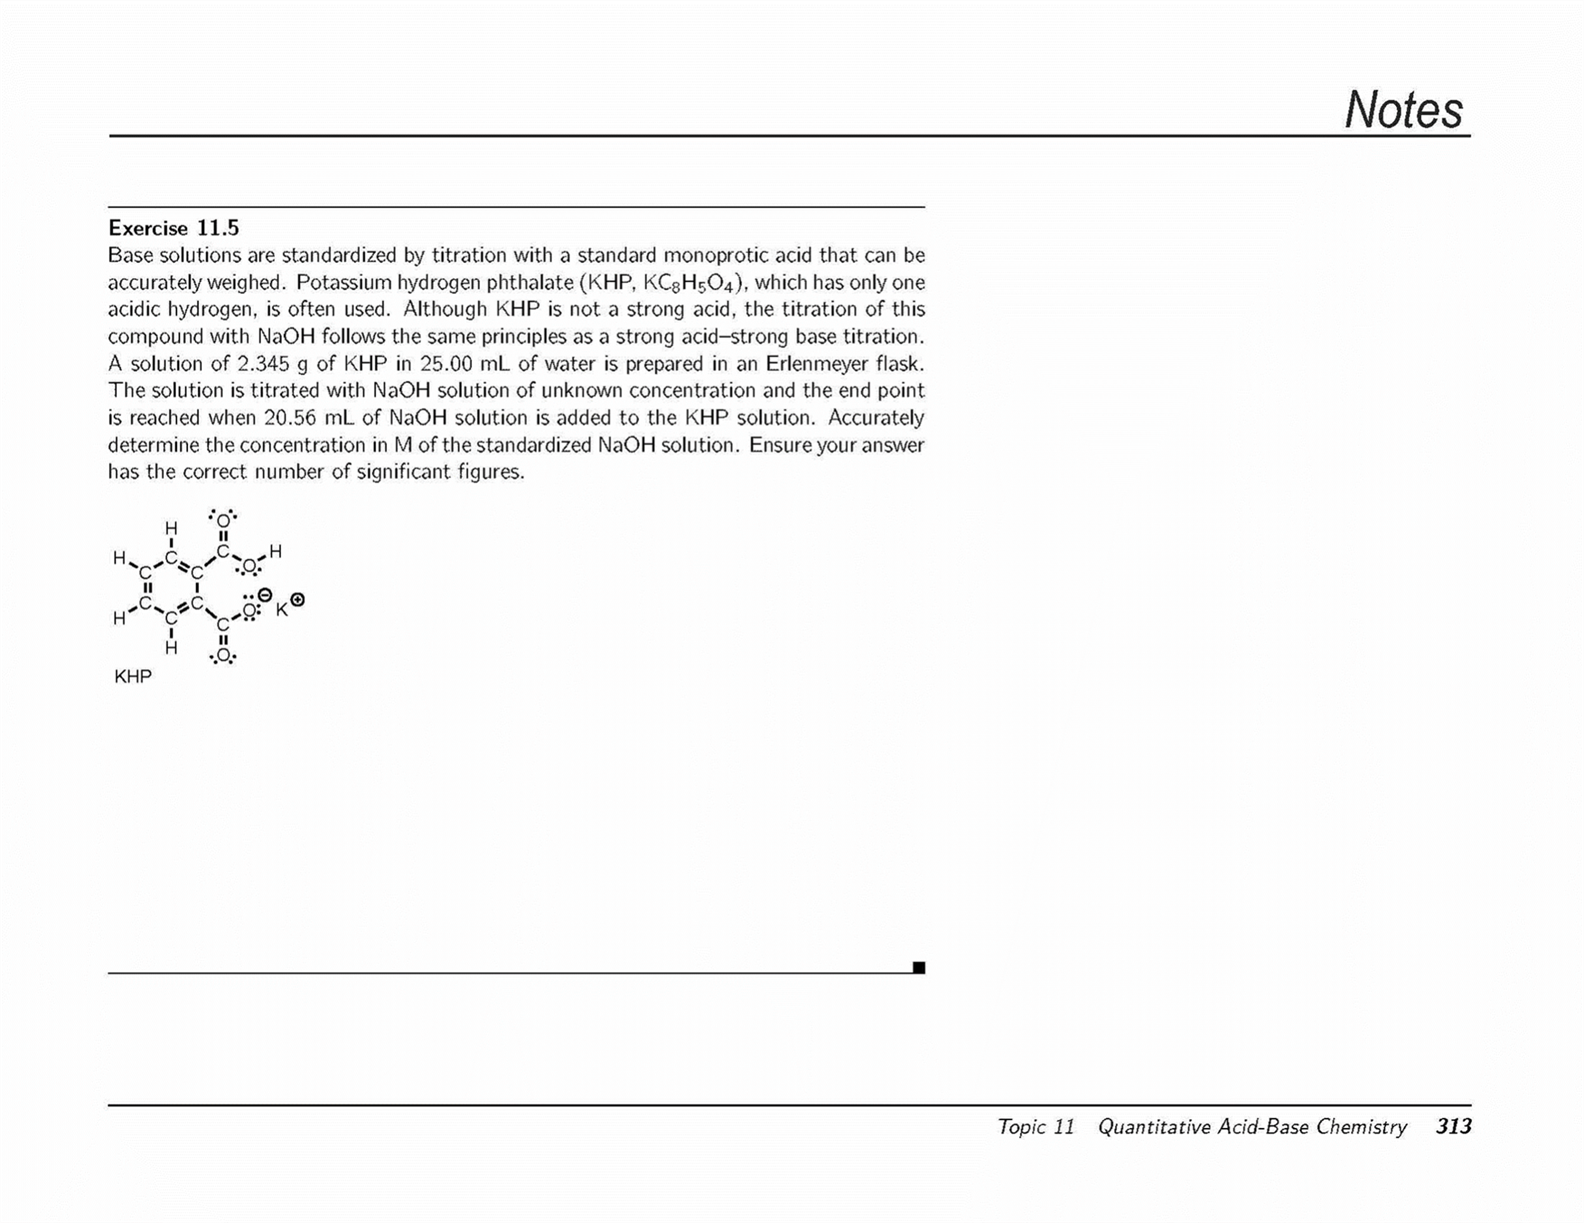 Notes
Exercise 11.5
Base solutions are standardized by titration with a standard monoprotic acid that can be
accurately weighed. Potassium hydrogen phthalate (KHP, KC₈H₅O₄), which has only one
acidic hydrogen, is often used. Although KHP is not a strong acid, the titration of this
compound with NaOH follows the same principles as a strong acid–strong base titration.
A solution of 2.345 g of KHP in 25.00 mL of water is prepared in an Erlenmeyer flask.
The solution is titrated with NaOH solution of unknown concentration and the end point
is reached when 20.56 mL of NaOH solution is added to the KHP solution. Accurately
determine the concentration in M of the standardized NaOH solution. Ensure your answer
has the correct number of significant figures.
H O
H C C O H
C C
C C O ⊖ K ⊕
H C C
H O
KHP
Topic 11 Quantitative Acid-Base Chemistry 313